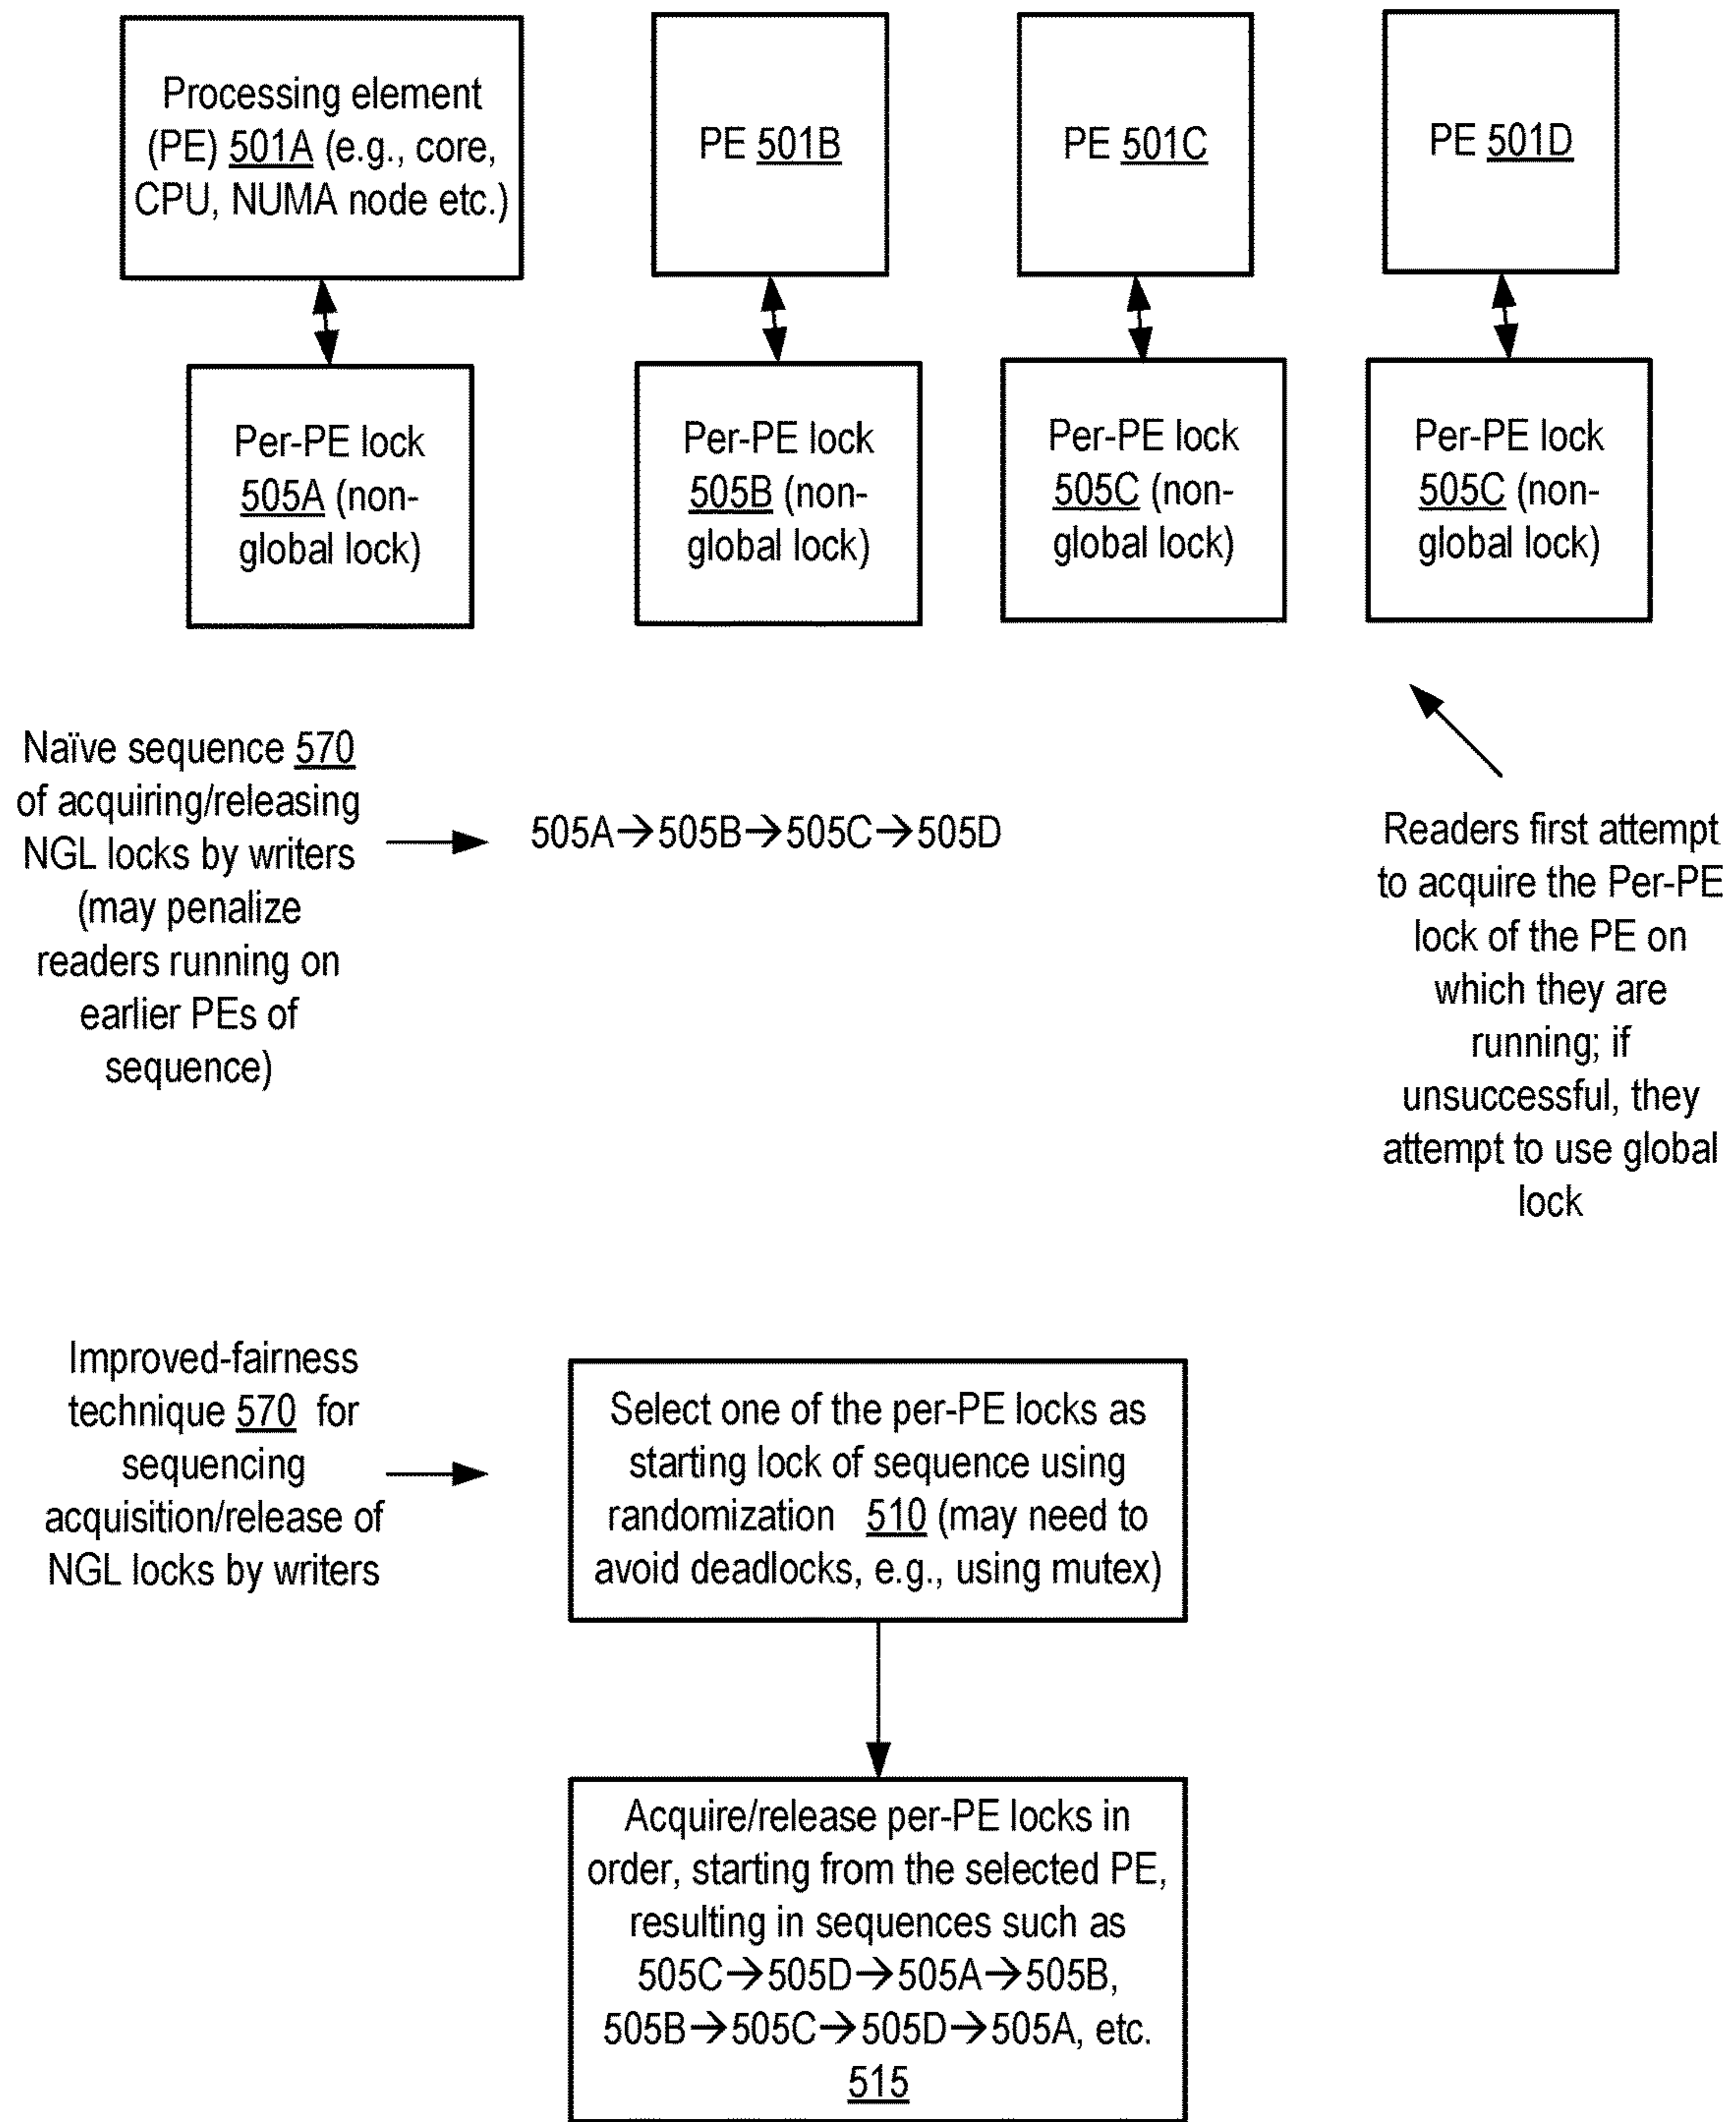 Processing element
(PE) 501A (e.g., core,
CPU, NUMA node etc.)
PE 501B
PE 501C
PE 501D
Per-PE lock
505A (non-
global lock)
Per-PE lock
505B (non-
global lock)
Per-PE lock
505C (non-
global lock)
Per-PE lock
505C (non-
global lock)
Naïve sequence 570
of acquiring/releasing
NGL locks by writers
(may penalize
readers running on
earlier PEs of
sequence)
505A→505B→505C→505D
Readers first attempt
to acquire the Per-PE
lock of the PE on
which they are
running; if
unsuccessful, they
attempt to use global
lock
Improved-fairness
technique 570 for
sequencing
acquisition/release of
NGL locks by writers
Select one of the per-PE locks as
starting lock of sequence using
randomization 510 (may need to
avoid deadlocks, e.g., using mutex)
Acquire/release per-PE locks in
order, starting from the selected PE,
resulting in sequences such as
505C→505D→505A→505B,
505B→505C→505D→505A, etc.
515